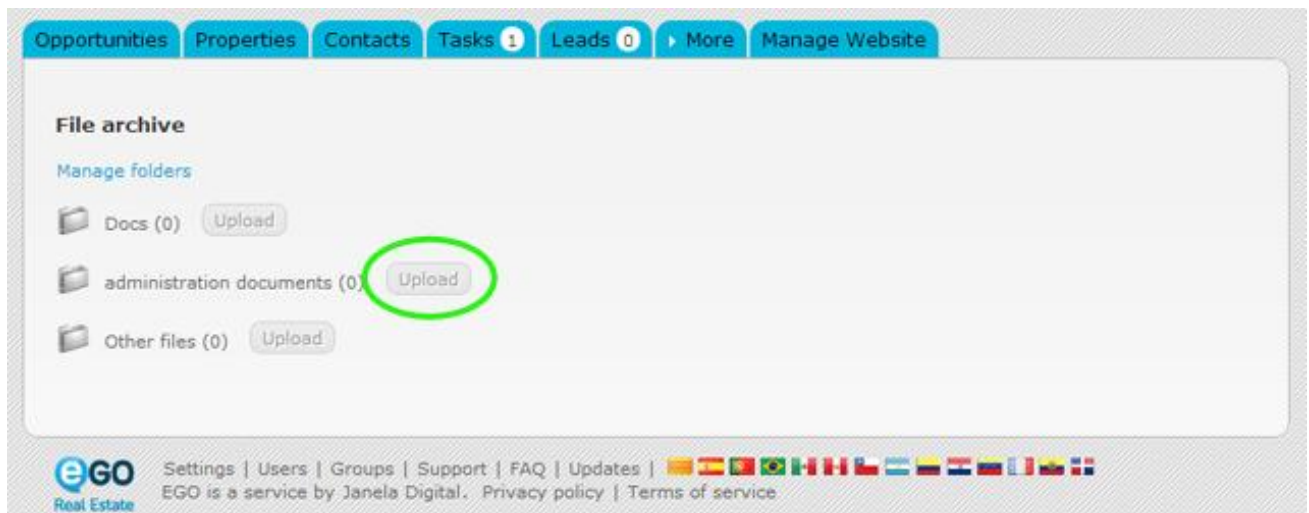 Opportunities Properties Contacts Tasks 1 Leads 0 More Manage Website
File archive
Manage folders
Docs (0) Upload
administration documents (0) Upload
Other files (0) Upload
eGO
Real Estate
Settings | Users | Groups | Support | FAQ | Updates |
EGO is a service by Janela Digital. Privacy policy | Terms of service